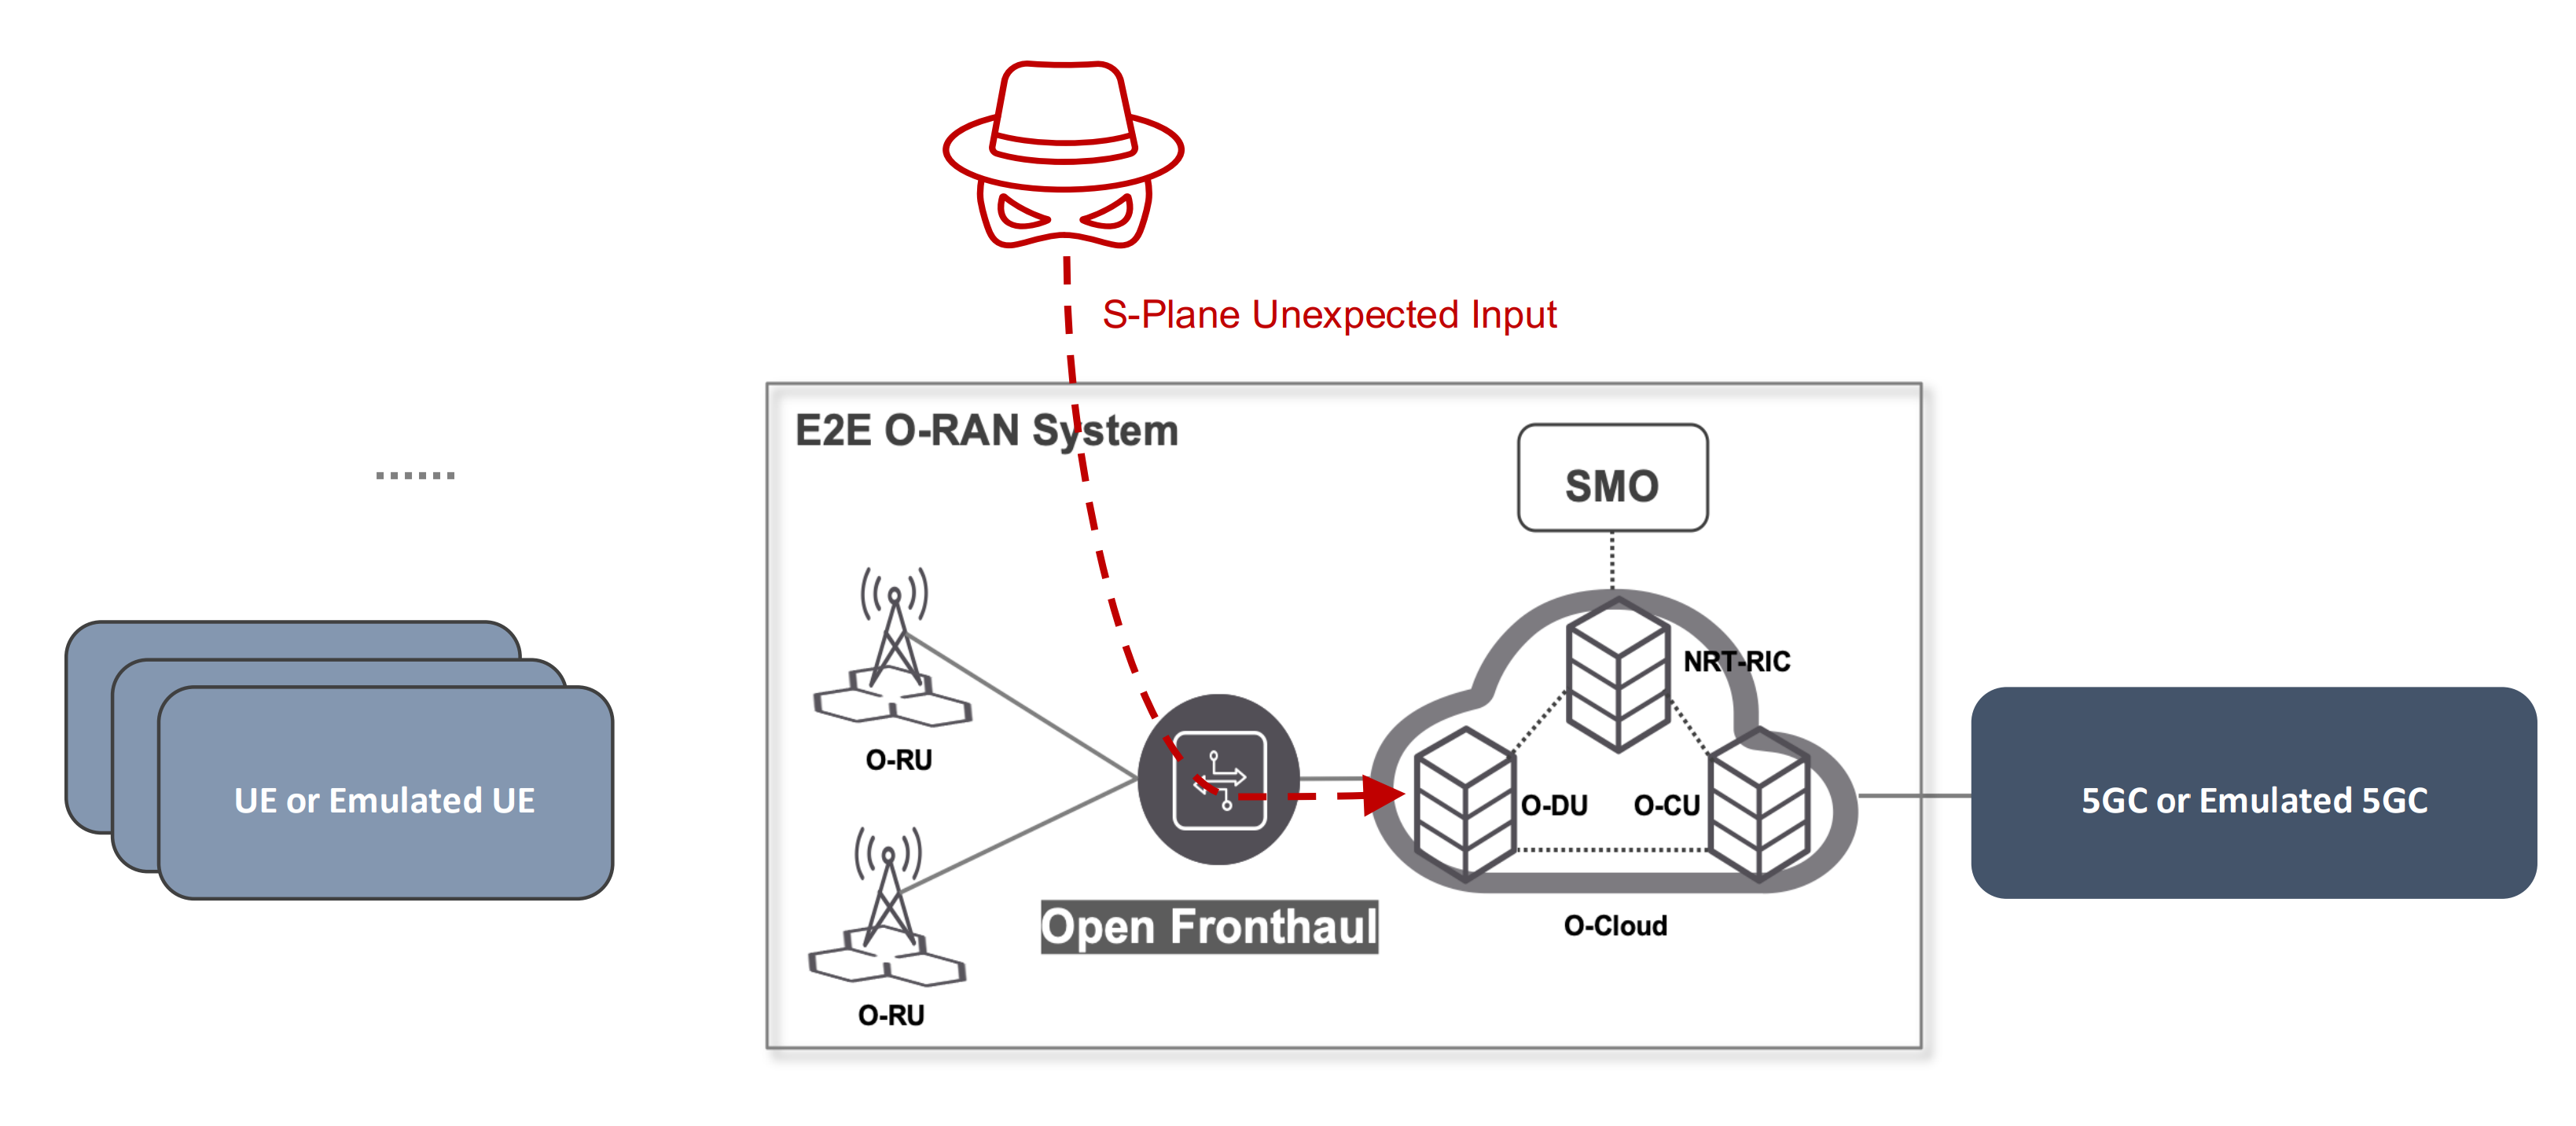 S-Plane Unexpected Input
E2E O-RAN System
SMO
NRT-RIC
O-RU
O-DU
O-CU
UE or Emulated UE
5GC or Emulated 5GC
Open Fronthaul
O-Cloud
O-RU